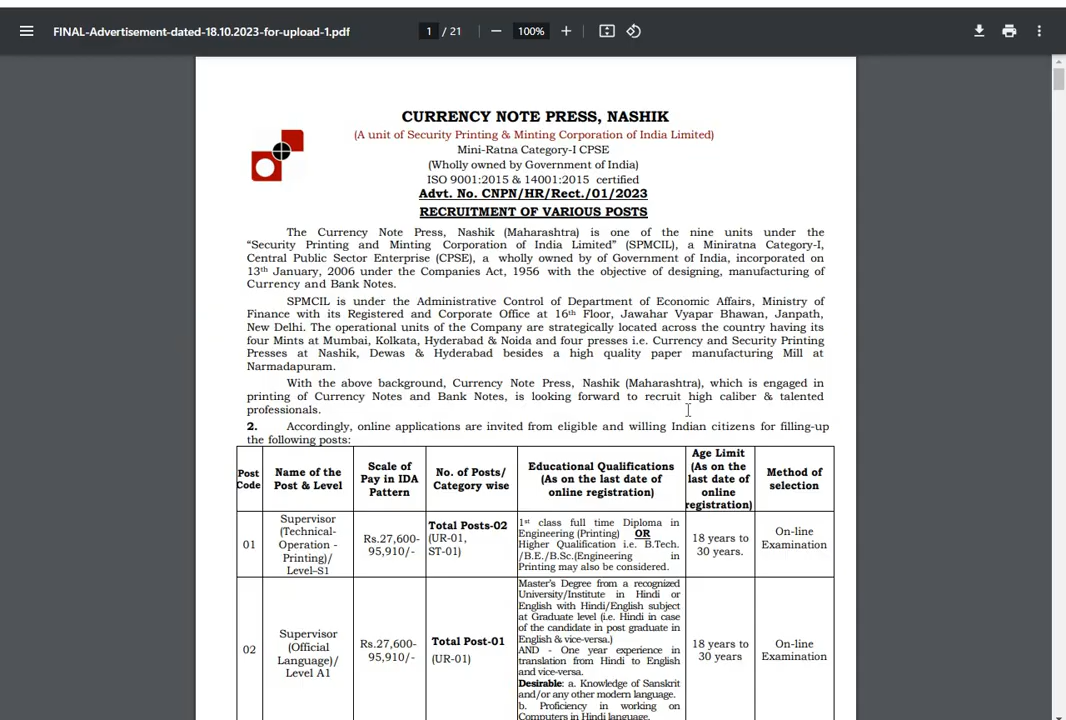 FINAL-Advertisement-dated-18.10.2023-for-upload-1.pdf
1 / 21
100%
CURRENCY NOTE PRESS, NASHIK
(A unit of Security Printing & Minting Corporation of India Limited)
Mini-Ratna Category-I CPSE
(Wholly owned by Government of India)
ISO 9001:2015 & 14001:2015 certified
Advt. No. CNPN/HR/Rect./01/2023
RECRUITMENT OF VARIOUS POSTS
The Currency Note Press, Nashik (Maharashtra) is one of the nine units under the
“Security Printing and Minting Corporation of India Limited” (SPMCIL), a Miniratna Category-I,
Central Public Sector Enterprise (CPSE), a wholly owned by of Government of India, incorporated on
13th January, 2006 under the Companies Act, 1956 with the objective of designing, manufacturing of
Currency and Bank Notes.
SPMCIL is under the Administrative Control of Department of Economic Affairs, Ministry of
Finance with its Registered and Corporate Office at 16th Floor, Jawahar Vyapar Bhawan, Janpath,
New Delhi. The operational units of the Company are strategically located across the country having its
four Mints at Mumbai, Kolkata, Hyderabad & Noida and four presses i.e. Currency and Security Printing
Presses at Nashik, Dewas & Hyderabad besides a high quality paper manufacturing Mill at
Narmadapuram.
With the above background, Currency Note Press, Nashik (Maharashtra), which is engaged in
printing of Currency Notes and Bank Notes, is looking forward to recruit high caliber & talented
professionals.
2. Accordingly, online applications are invited from eligible and willing Indian citizens for filling-up
the following posts:
Post
Code
Name of the
Post & Level
Scale of
Pay in IDA
Pattern
No. of Posts/
Category wise
Educational Qualifications
(As on the last date of
online registration)
Age Limit
(As on the
last date of
online
registration)
Method of
selection
01
Supervisor
(Technical-
Operation -
Printing)/
Level–S1
Rs.27,600-
95,910/-
Total Posts-02
(UR-01,
ST-01)
1st class full time Diploma in
Engineering (Printing) OR
Higher Qualification i.e. B.Tech.
/B.E./B.Sc.(Engineering in
Printing may also be considered.
18 years to
30 years.
On-line
Examination
02
Supervisor
(Official
Language)/
Level A1
Rs.27,600-
95,910/-
Total Post-01
(UR-01)
Master's Degree from a recognized
University/Institute in Hindi or
English with Hindi/English subject
at Graduate level (i.e. Hindi in case
of the candidate in post graduate in
English & vice-versa.)
AND - One year experience in
translation from Hindi to English
and vice-versa.
Desirable: a. Knowledge of Sanskrit
and/or any other modern language.
b. Proficiency in working on
Computers in Hindi language.
18 years to
30 years
On-line
Examination